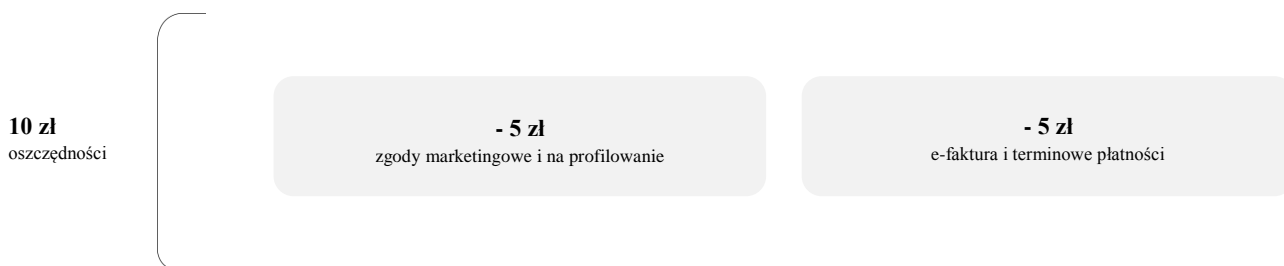 10 zł
oszczędności
- 5 zł
zgody marketingowe i na profilowanie
- 5 zł
e-faktura i terminowe płatności